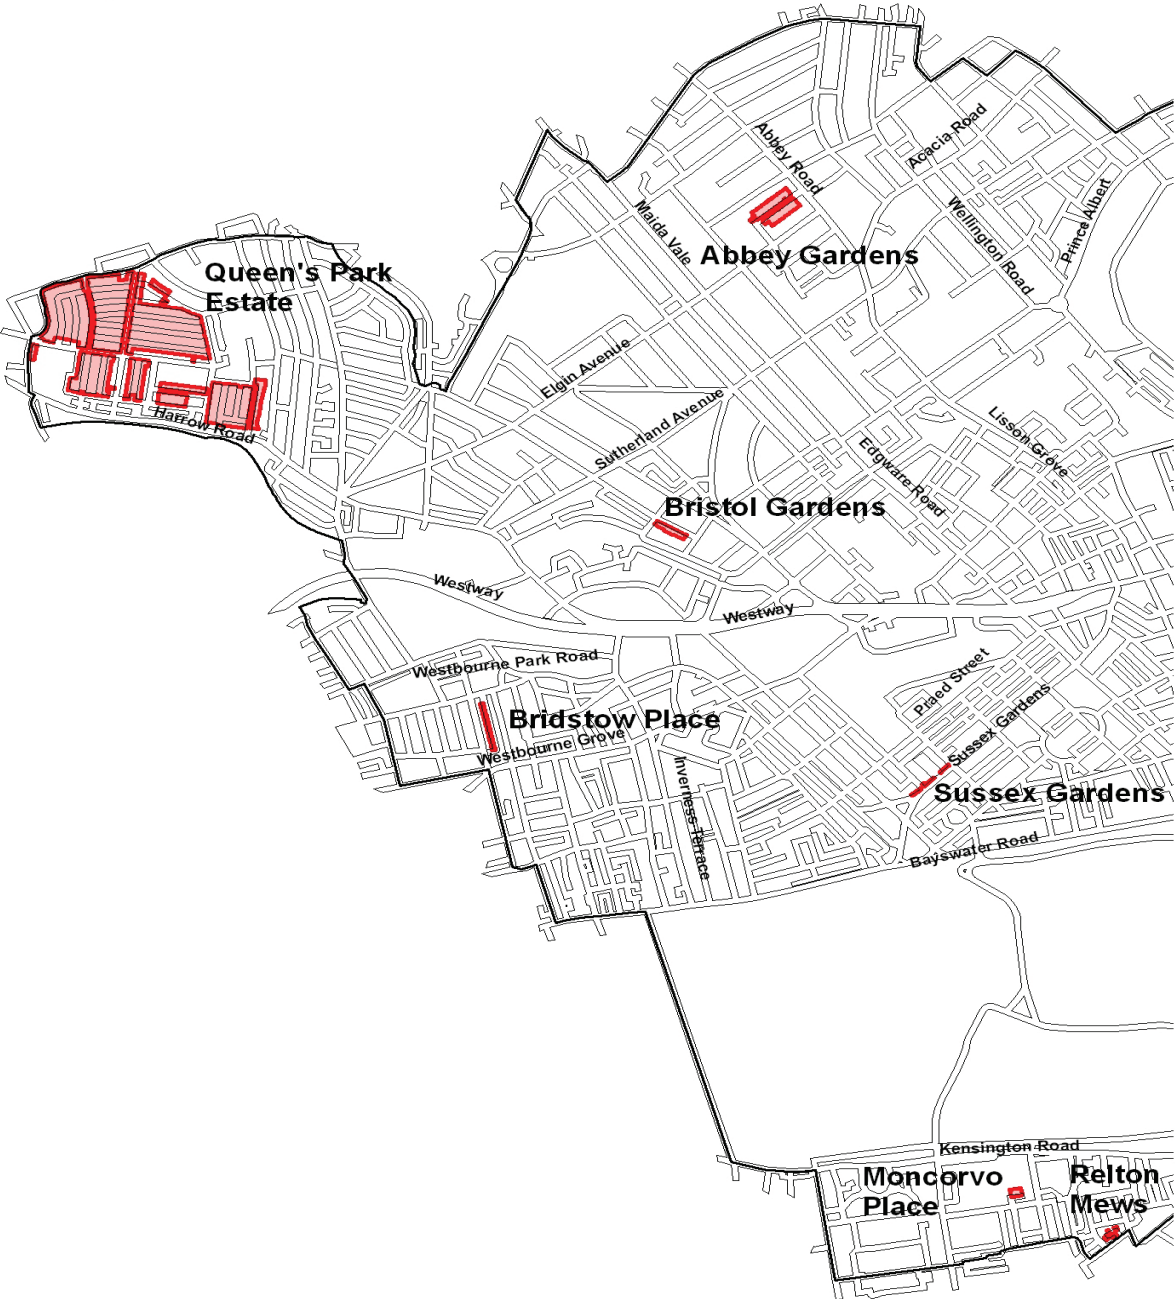 Acacia Road
Abbey Road
Prince Albert
Wellington Road
Maida Vale
Abbey Gardens
Queen's Park
Estate
Elgin Avenue
Sutherland Avenue
Harrow Road
Lisson Grove
Edgware Road
Bristol Gardens
Westway
Westway
Westbourne Park Road
Praed Street
Sussex Gardens
Bridstow Place
Westbourne Grove
Inverness Terrace
Sussex Gardens
Bayswater Road
Kensington Road
Moncorvo
Place
Relton
Mews